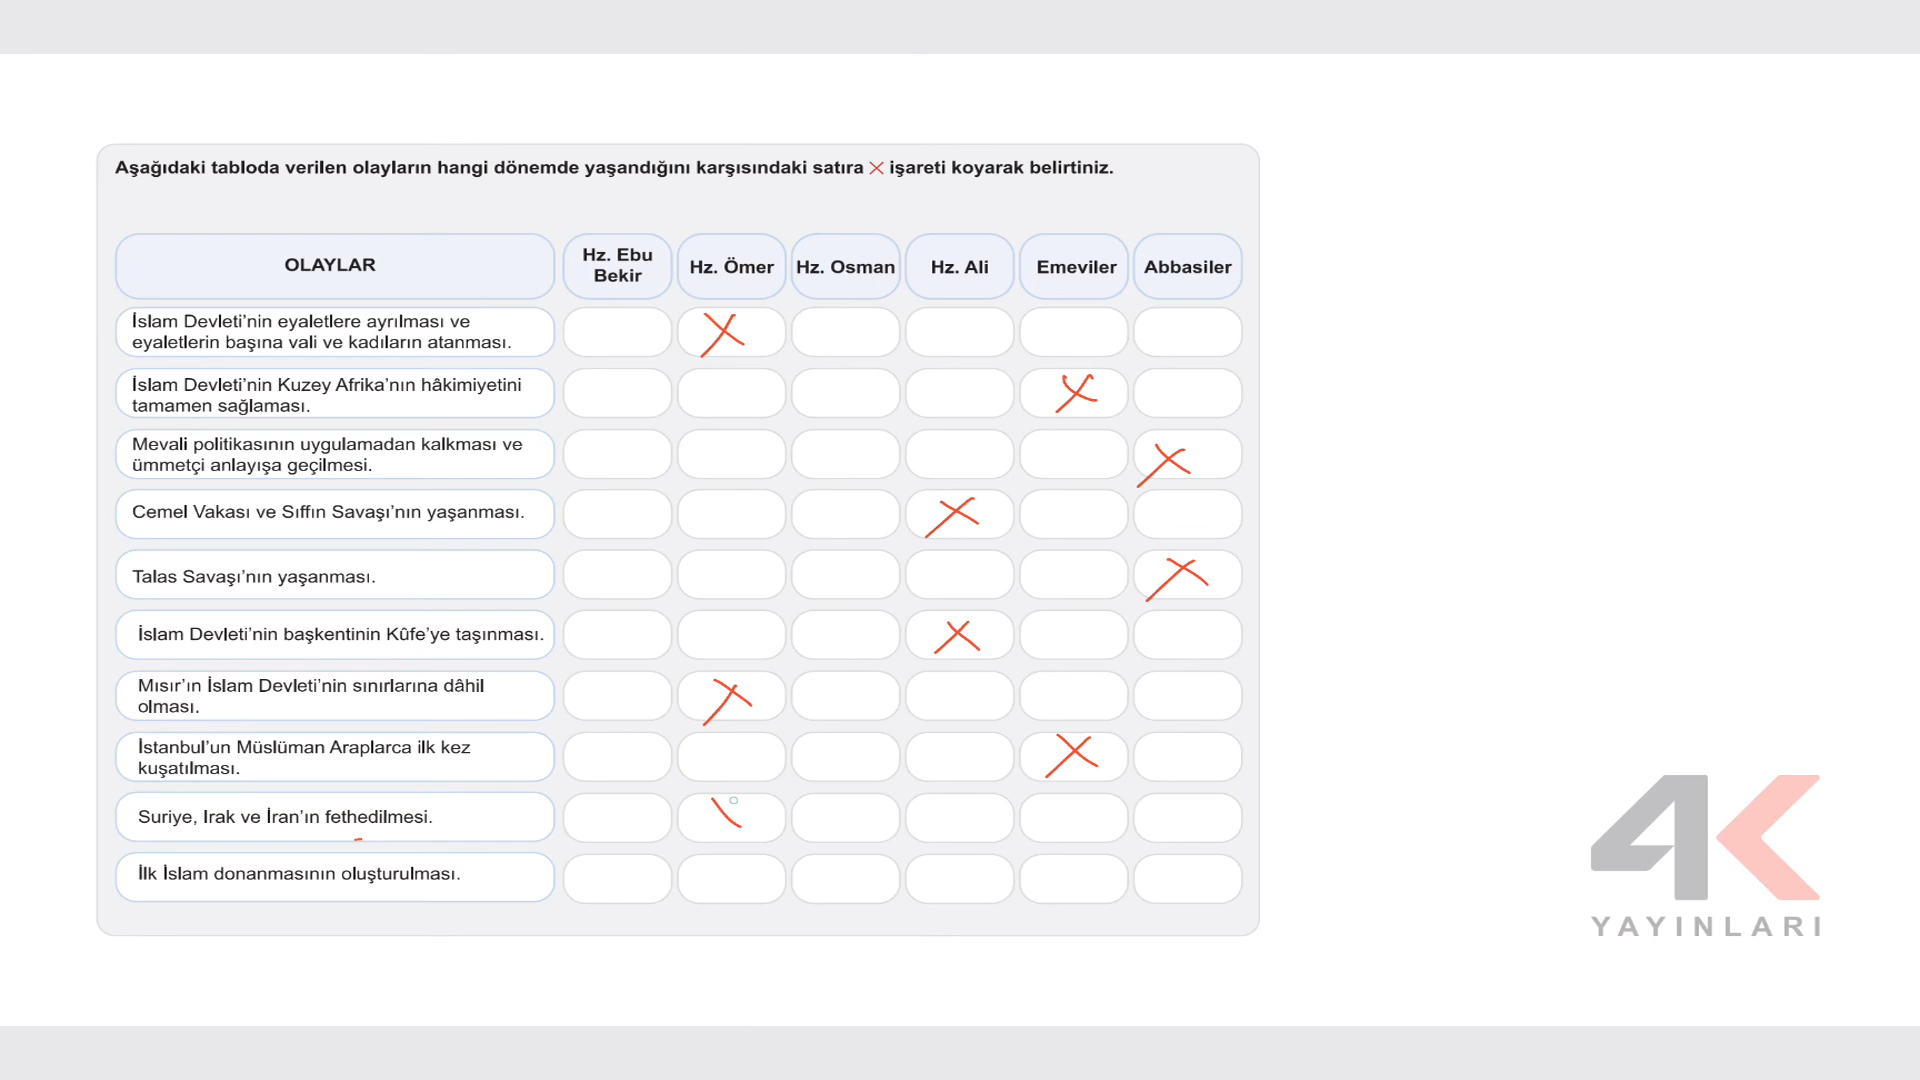 Aşağıdaki tabloda verilen olayların hangi dönemde yaşandığını karşısındaki satıra X işareti koyarak belirtiniz.
OLAYLAR
Hz. Ebu
Bekir
Hz. Ömer
Hz. Osman
Hz. Ali
Emeviler
Abbasiler
İslam Devleti’nin eyaletlere ayrılması ve
eyaletlerin başına vali ve kadıların atanması.
X
İslam Devleti’nin Kuzey Afrika’nın hâkimiyetini
tamamen sağlaması.
X
Mevali politikasının uygulamadan kalkması ve
ümmetçi anlayışa geçilmesi.
X
Cemel Vakası ve Sıffın Savaşı’nın yaşanması.
X
Talas Savaşı’nın yaşanması.
X
İslam Devleti’nin başkentinin Kûfe’ye taşınması.
X
Mısır’ın İslam Devleti’nin sınırlarına dâhil
olması.
X
İstanbul’un Müslüman Araplarca ilk kez
kuşatılması.
X
Suriye, Irak ve İran’ın fethedilmesi.
İlk İslam donanmasının oluşturulması.
4K
YAYINLARI